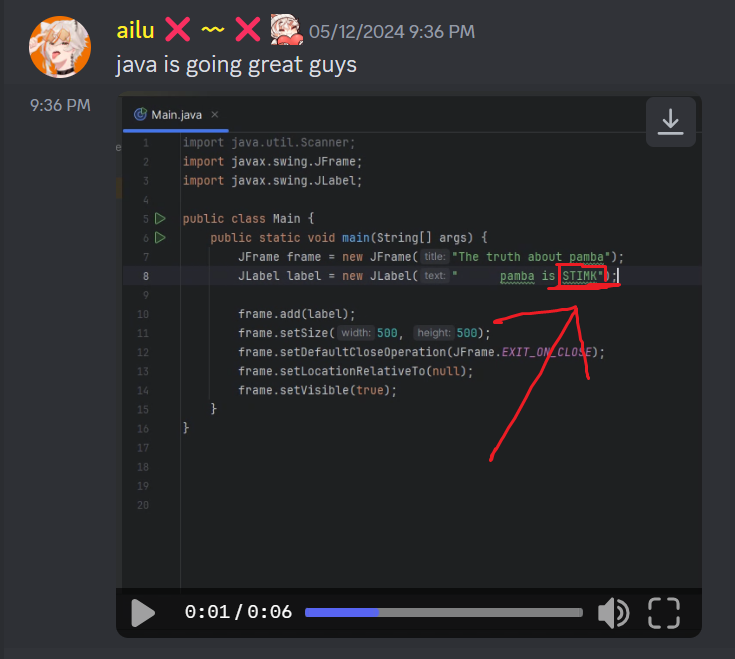 ailu 05/12/2024 9:36 PM
java is going great guys
9:36 PM
Main.java ×
1 import java.util.Scanner;
2 import javax.swing.JFrame;
3 import javax.swing.JLabel;
4
5 public class Main {
6 public static void main(String[] args) {
7 JFrame frame = new JFrame( title: "The truth about pamba");
8 JLabel label = new JLabel( text: "      pamba is STIMK");
9
10 frame.add(label);
11 frame.setSize( width: 500, height: 500);
12 frame.setDefaultCloseOperation(JFrame.EXIT_ON_CLOSE);
13 frame.setLocationRelativeTo(null);
14 frame.setVisible(true);
15 }
16 }
17
18
19
20
0:01 / 0:06